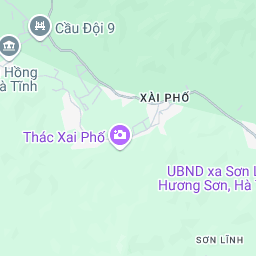 Cầu Đội 9
Hồng
à Tĩnh
XÀI PHỐ
Thác Xai Phố
UBND xa Sơn L
Hương Sơn, Hà T
SƠN LĨNH